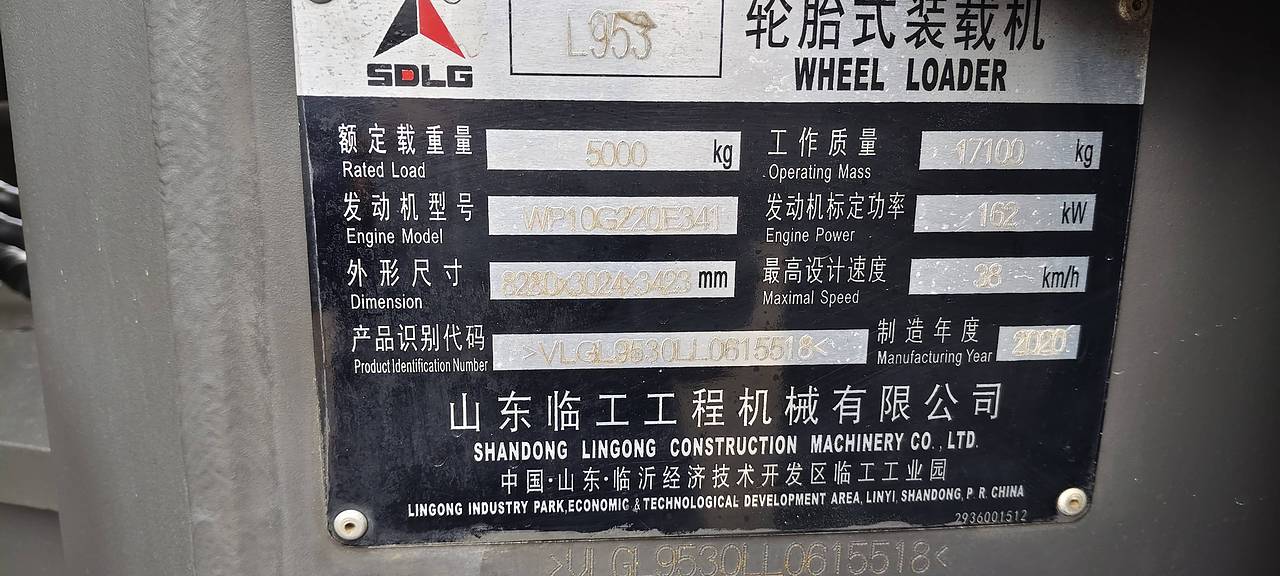 SDLG
L953
轮胎式装载机
WHEEL LOADER
额定载重量 5000 kg 工作质量 17100 kg
Rated Load Operating Mass
发动机型号 WP10G220E341 发动机标定功率 162 kW
Engine Model Engine Power
外形尺寸 8280x3024x3423 mm 最高设计速度 38 km/h
Dimension Maximal Speed
产品识别代码 >VLGL9530LL0615518< 制造年度 2020
Product Identification Number Manufacturing Year
山东临工工程机械有限公司
SHANDONG LINGONG CONSTRUCTION MACHINERY CO., LTD.
中国·山东·临沂经济技术开发区临工工业园
LINGONG INDUSTRY PARK,ECONOMIC & TECHNOLOGICAL DEVELOPMENT AREA, LINYI, SHANDONG, P. R. CHINA
2936001512
>VLGL9530LL0615518<